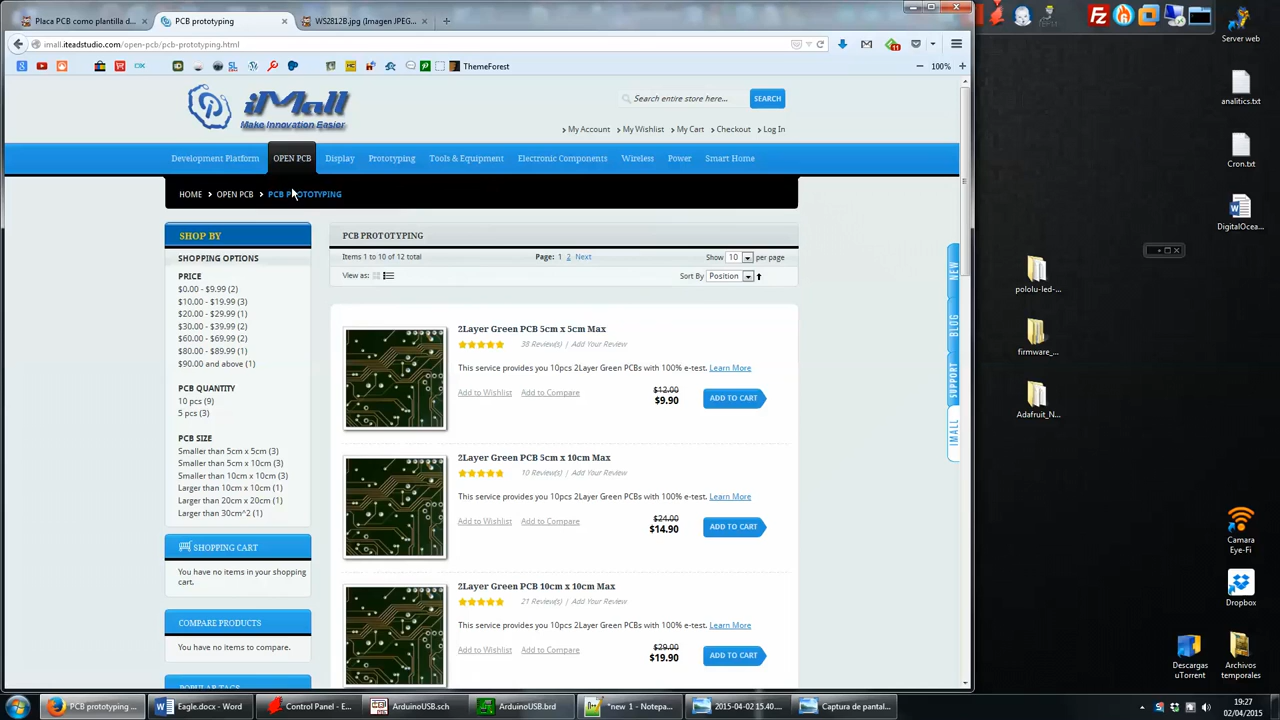 Placa PCB como plantilla d...
PCB prototyping
WS2812B.jpg (Imagen JPEG,...
imall.iteadstudio.com/open-pcb/pcb-prototyping.html
ThemeForest
100%
iMall
Make Innovation Easier
Search entire store here...
SEARCH
My Account
My Wishlist
My Cart
Checkout
Log In
Development Platform
OPEN PCB
Display
Prototyping
Tools & Equipment
Electronic Components
Wireless
Power
Smart Home
HOME
OPEN PCB
PCB PROTOTYPING
SHOP BY
SHOPPING OPTIONS
PRICE
$0.00 - $9.99 (2)
$10.00 - $19.99 (3)
$20.00 - $29.99 (1)
$30.00 - $39.99 (2)
$60.00 - $69.99 (2)
$80.00 - $89.99 (1)
$90.00 and above (1)
PCB QUANTITY
10 pcs (9)
5 pcs (3)
PCB SIZE
Smaller than 5cm x 5cm (3)
Smaller than 5cm x 10cm (3)
Smaller than 10cm x 10cm (3)
Larger than 10cm x 10cm (1)
Larger than 20cm x 20cm (1)
Larger than 30cm^2 (1)
SHOPPING CART
You have no items in your shopping
cart.
COMPARE PRODUCTS
You have no items to compare.
POPULAR TAGS
PCB PROTOTYPING
Items 1 to 10 of 12 total
Page: 1 2 Next
Show 10 per page
View as:
Sort By Position
2Layer Green PCB 5cm x 5cm Max
38 Review(s) | Add Your Review
This service provides you 10pcs 2Layer Green PCBs with 100% e-test. Learn More
Add to Wishlist
Add to Compare
$12.00
$9.90
ADD TO CART
2Layer Green PCB 5cm x 10cm Max
10 Review(s) | Add Your Review
This service provides you 10pcs 2Layer Green PCBs with 100% e-test. Learn More
Add to Wishlist
Add to Compare
$24.00
$14.90
ADD TO CART
2Layer Green PCB 10cm x 10cm Max
21 Review(s) | Add Your Review
This service provides you 10pcs 2Layer Green PCBs with 100% e-test. Learn More
Add to Wishlist
Add to Compare
$29.00
$19.90
ADD TO CART
NEW
BLOG
SUPPORT
IMALL
Server web
analitics.txt
Cron.txt
DigitalOcea...
pololu-led-...
firmware_...
Adafruit_N...
Camara
Eye-Fi
Dropbox
Descargas
uTorrent
Archivos
temporales
PCB prototyping ...
Eagle.docx - Word
Control Panel - E...
ArduinoUSB.sch
ArduinoUSB.brd
*new 1 - Notepa...
2015-04-02 15.40....
Captura de pantal...
19:27
02/04/2015